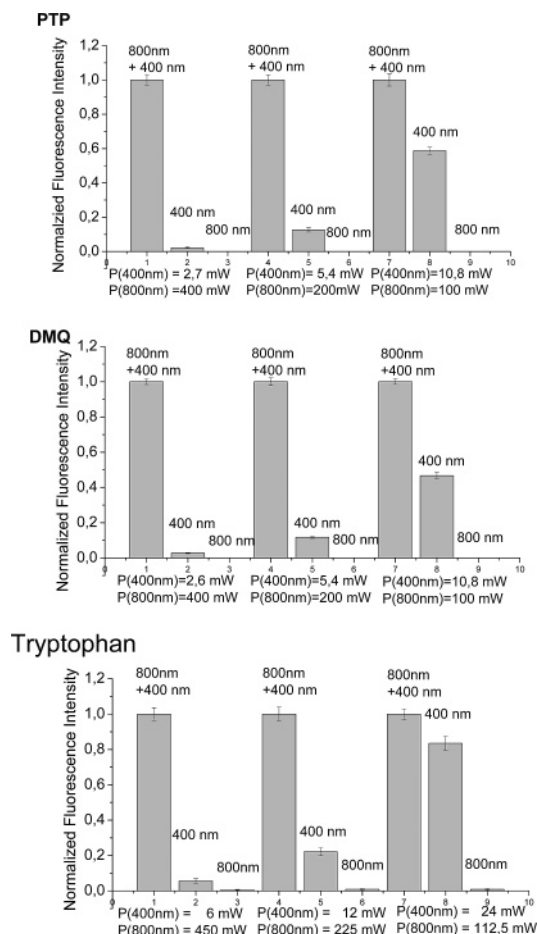 PTP
Normalzied Fluorescence Intensity
1,2
1,0
0,8
0,6
0,4
0,2
0,0
800nm 800nm 800nm
+ 400 nm + 400 nm + 400 nm
400 nm
400 nm 400 nm
800 nm 800 nm 800 nm
0 1 2 3 4 5 6 7 8 9 10
P(400nm) = 2,7 mW P(400nm) = 5,4 mW P(400nm)=10,8 mW
P(800nm) =400 mW P(800nm)=200mW P(800nm)=100 mW
DMQ
Normalized Fluorescence Intensity
1,2
1,0
0,8
0,6
0,4
0,2
0,0
800nm 800nm 800nm
+400 nm +400 nm +400 nm
400 nm
400 nm 400 nm
800 nm 800 nm 800 nm
0 1 2 3 4 5 6 7 8 9 10
P(400nm)=2,6 mW P(400nm)=5,4 mW P(400nm)=10,8 mW
P(800nm)=400 mW P(800nm)=200 mW P(800nm)=100 mW
Tryptophan
Normalized Fluorescence Intensity
1,0
0,8
0,6
0,4
0,2
0,0
800nm 800nm 800nm
+400 nm +400 nm +400 nm
400 nm
400 nm 400 nm
800nm 800nm 800nm
0 1 2 3 4 5 6 7 8 9 10
P(400nm) = 6 mW P(400nm) = 12 mW P(400nm) = 24 mW
P(800nm) = 450 mW P(800nm) = 225 mW P(800nm) = 112,5 mW